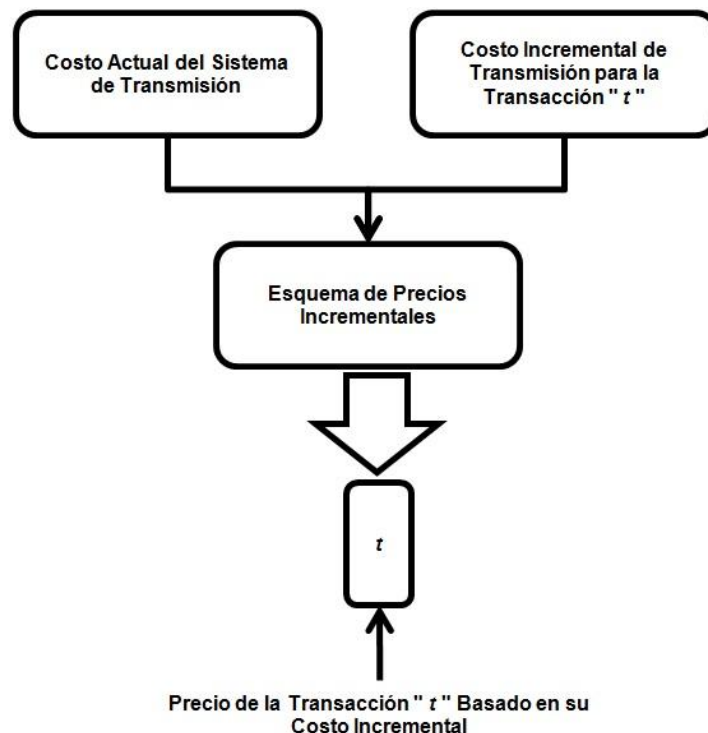 Costo Actual del Sistema
de Transmisión
Costo Incremental de
Transmisión para la
Transacción " t "
Esquema de Precios
Incrementales
t
Precio de la Transacción " t " Basado en su
Costo Incremental